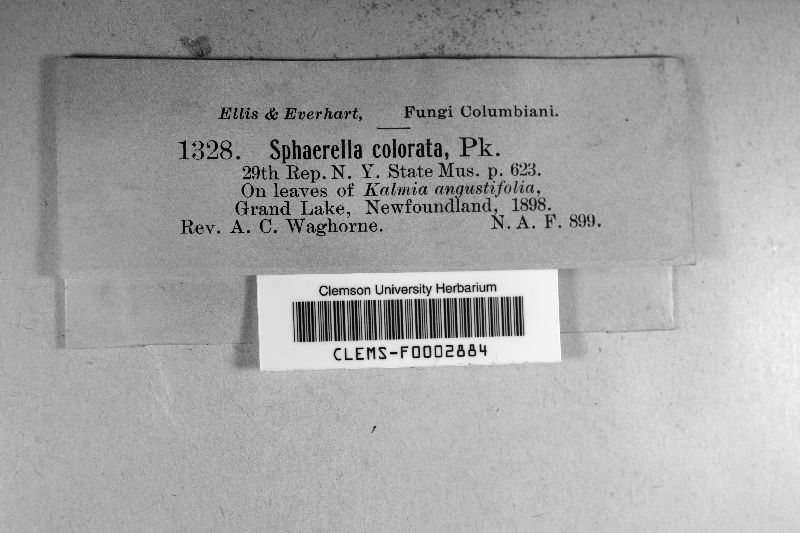 Ellis & Everhart, Fungi Columbiani.
1328. Sphaerella colorata, Pk.
29th Rep. N. Y. State Mus. p. 623.
On leaves of Kalmia angustifolia,
Grand Lake, Newfoundland, 1898.
Rev. A. C. Waghorne. N. A. F. 899.
Clemson University Herbarium
CLEMS-F0002884